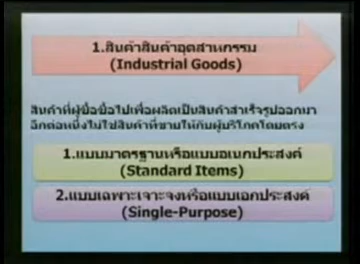 1.สินค้าสินค้าอุตสาหกรรม
(Industrial Goods)
สินค้าที่ผู้ซื้อซื้อไปเพื่อผลิตเป็นสินค้าสำเร็จรูปออกมา
อีกต่อหนึ่งไม่ใช่สินค้าที่ขายให้กับผู้บริโภคโดยตรง
1.แบบมาตรฐานหรือแบบอเนกประสงค์
(Standard Items)
2.แบบเฉพาะเจาะจงหรือแบบเอกประสงค์
(Single-Purpose)